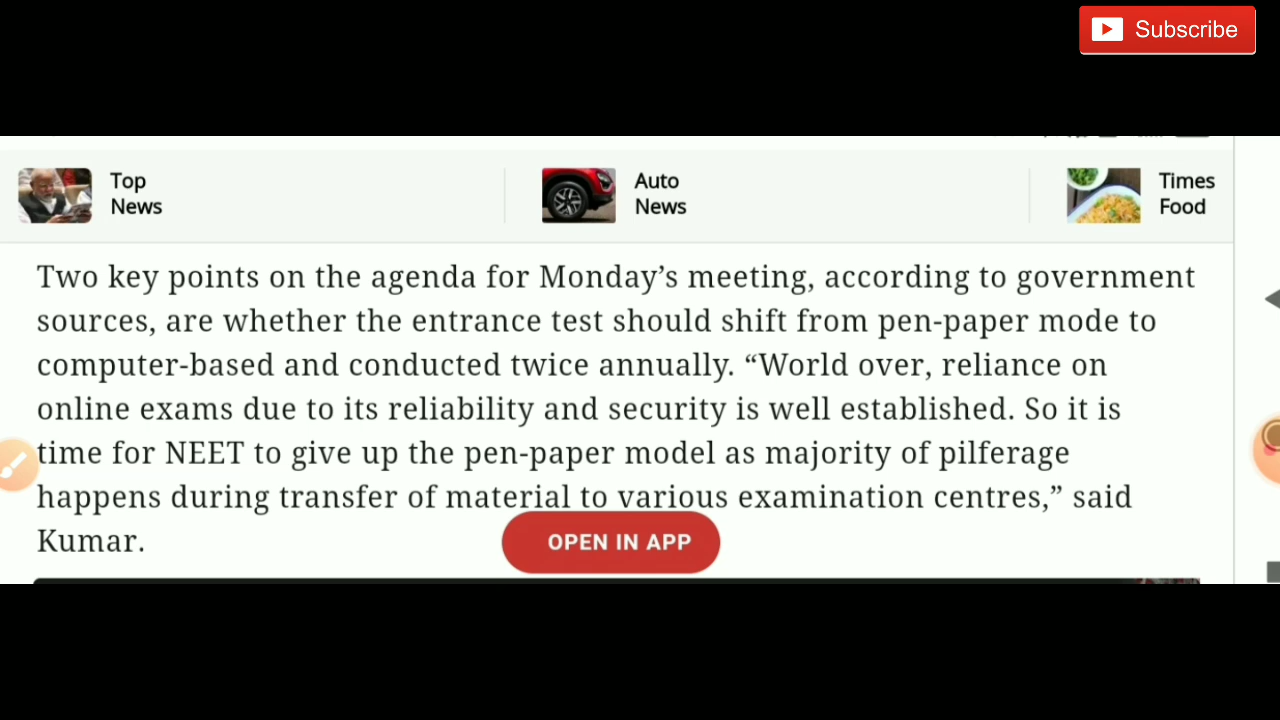 Subscribe
Top
News
Auto
News
Times
Food
Two key points on the agenda for Monday’s meeting, according to government
sources, are whether the entrance test should shift from pen-paper mode to
computer-based and conducted twice annually. “World over, reliance on
online exams due to its reliability and security is well established. So it is
time for NEET to give up the pen-paper model as majority of pilferage
happens during transfer of material to various examination centres,” said
Kumar.
OPEN IN APP